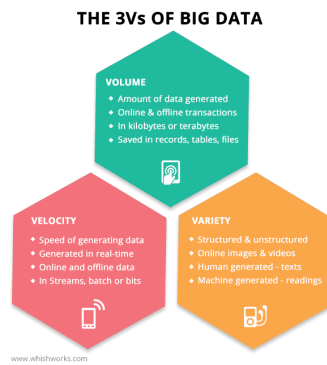 THE 3Vs OF BIG DATA
VOLUME
Amount of data generated
Online & offline transactions
In kilobytes or terabytes
Saved in records, tables, files
VELOCITY
Speed of generating data
Generated in real-time
Online and offline data
In Streams, batch or bits
VARIETY
Structured & unstructured
Online images & videos
Human generated - texts
Machine generated - readings
www.whishworks.com